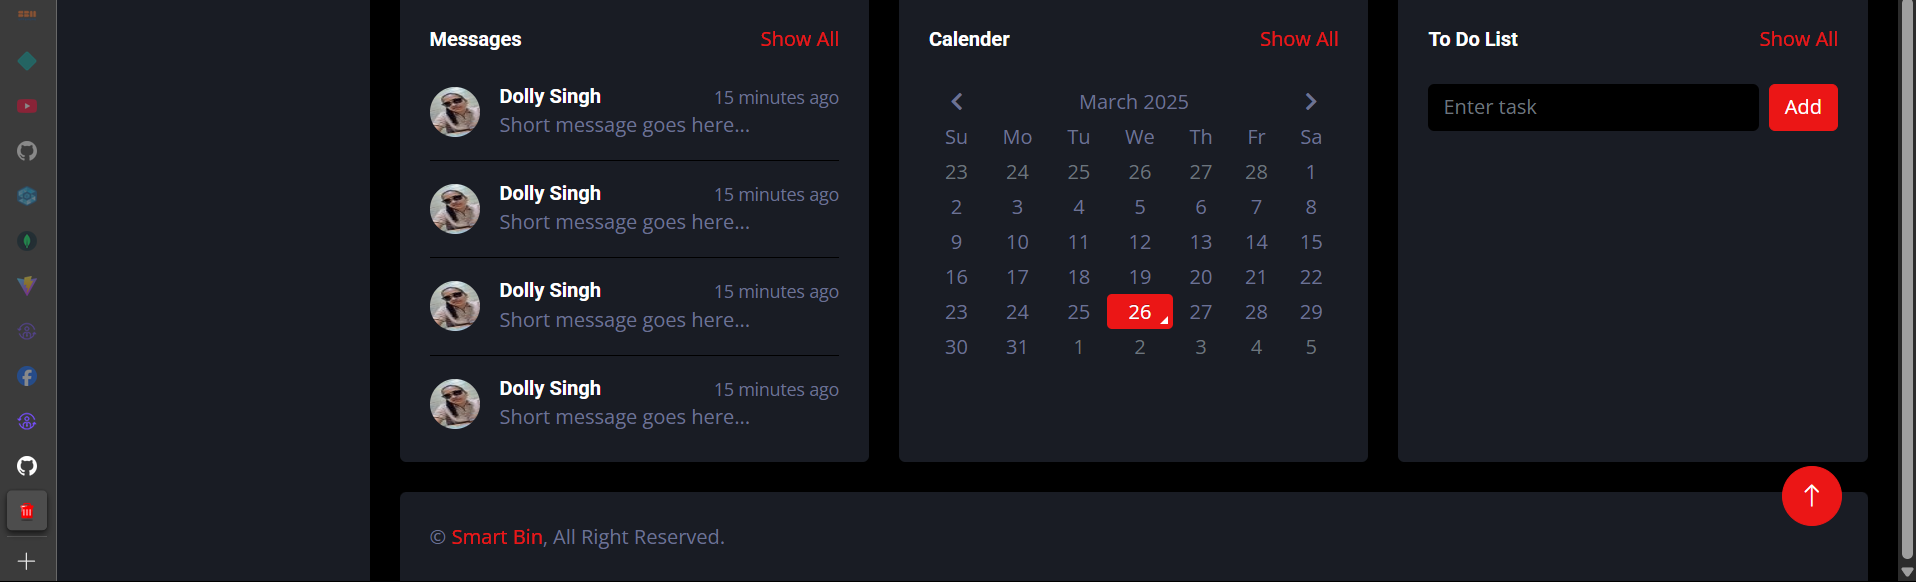 Messages Show All
Dolly Singh 15 minutes ago
Short message goes here...
Dolly Singh 15 minutes ago
Short message goes here...
Dolly Singh 15 minutes ago
Short message goes here...
Dolly Singh 15 minutes ago
Short message goes here...
Calender Show All
March 2025
Su Mo Tu We Th Fr Sa
23 24 25 26 27 28 1
2 3 4 5 6 7 8
9 10 11 12 13 14 15
16 17 18 19 20 21 22
23 24 25 26 27 28 29
30 31 1 2 3 4 5
To Do List Show All
Enter task Add
© Smart Bin, All Right Reserved.